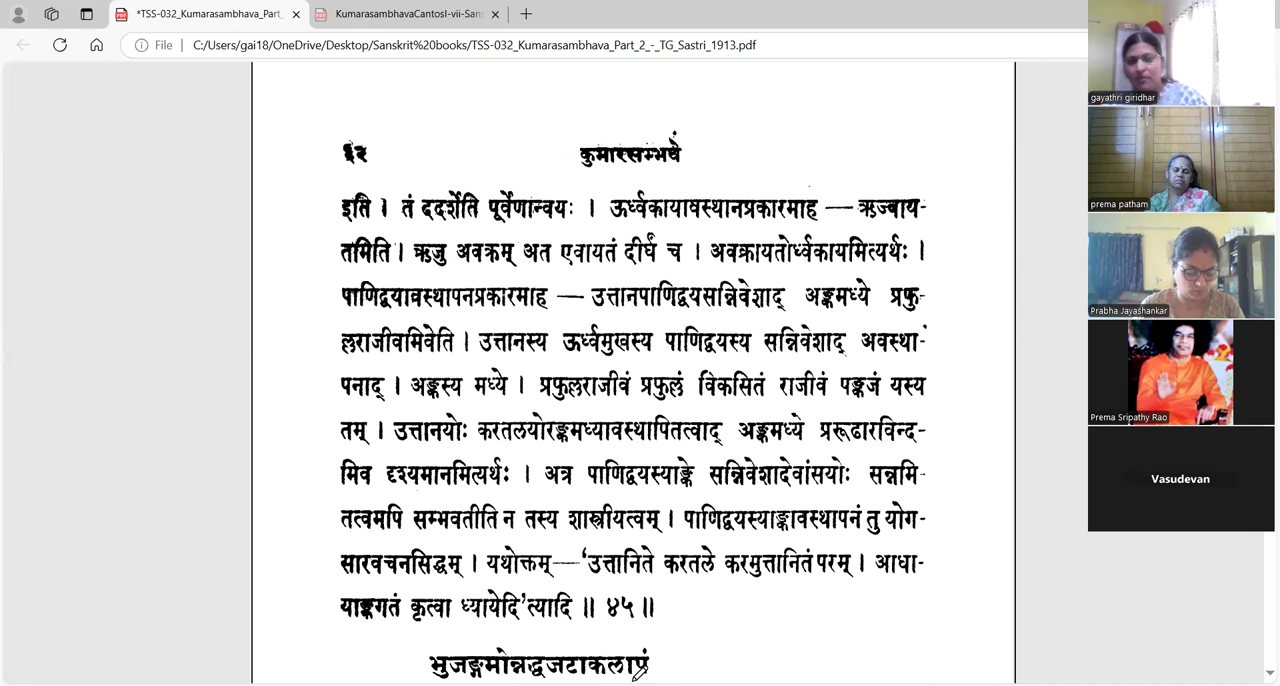 *TSS-032_Kumarasambhava_Part_
KumarasambhavaCantosI-vii-Sans
File
C:/Users/gai18/OneDrive/Desktop/Sanskrit%20books/TSS-032_Kumarasambhava_Part_2_-_TG_Sastri_1913.pdf
६२ कुमारसम्भवे
इति । तं ददर्शेति पूर्वेणान्वयः । ऊर्ध्वकायावस्थानप्रकारमाह — ऋज्वाय-
तमिति । ऋजु अवक्रम् अत एवायतं दीर्घं च । अवक्रायतोर्ध्वकायमित्यर्थः ।
पाणिद्वयावस्थापनप्रकारमाह — उत्तानपाणिद्वयसन्निवेशाद् अङ्कमध्ये प्रफु-
ल्लराजीवमिवेति । उत्तानस्य ऊर्ध्वमुखस्य पाणिद्वयस्य सन्निवेशाद् अवस्था-
पनाद् । अङ्कस्य मध्ये । प्रफुल्लराजीवं प्रफुल्लं विकसितं राजीवं पङ्कजं यस्य
तम् । उत्तानयोः करतलयोरङ्कमध्यावस्थापितत्वाद् अङ्कमध्ये प्ररूढारविन्द-
मिव दृश्यमानमित्यर्थः । अत्र पाणिद्वयस्याङ्के सन्निवेशादेवांसयोः सन्नमि-
तत्वमपि सम्भवतीति न तस्य शास्त्रीयत्वम् । पाणिद्वयस्याङ्कावस्थापनं तु योग-
सारवचनसिद्धम् । यथोक्तम्—‘उत्तानिते करतले करमुत्तानितं परम् । आधा-
याङ्कगतं कृत्वा ध्यायेदि’त्यादि ॥ ४५ ॥
भुजङ्गमोन्नद्धजटाकलापं
gayathri giridhar
prema patham
Prabha Jayashankar
Prema Sripathy Rao
Vasudevan